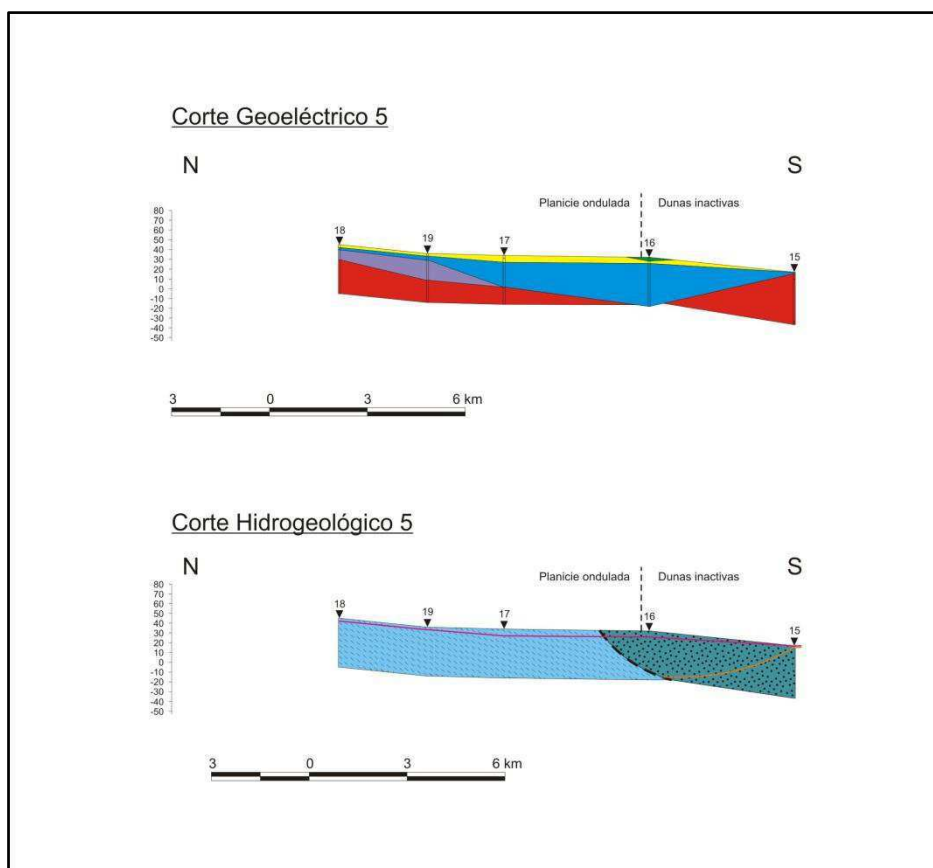 Corte Geoeléctrico 5
N S
Planicie ondulada Dunas inactivas
80
70
60
50
40
30
20
10
0
-10
-20
-30
-40
-50
18 19 17 16 15
3 0 3 6 km
Corte Hidrogeológico 5
N S
Planicie ondulada Dunas inactivas
80
70
60
50
40
30
20
10
0
-10
-20
-30
-40
-50
18 19 17 16 15
3 0 3 6 km